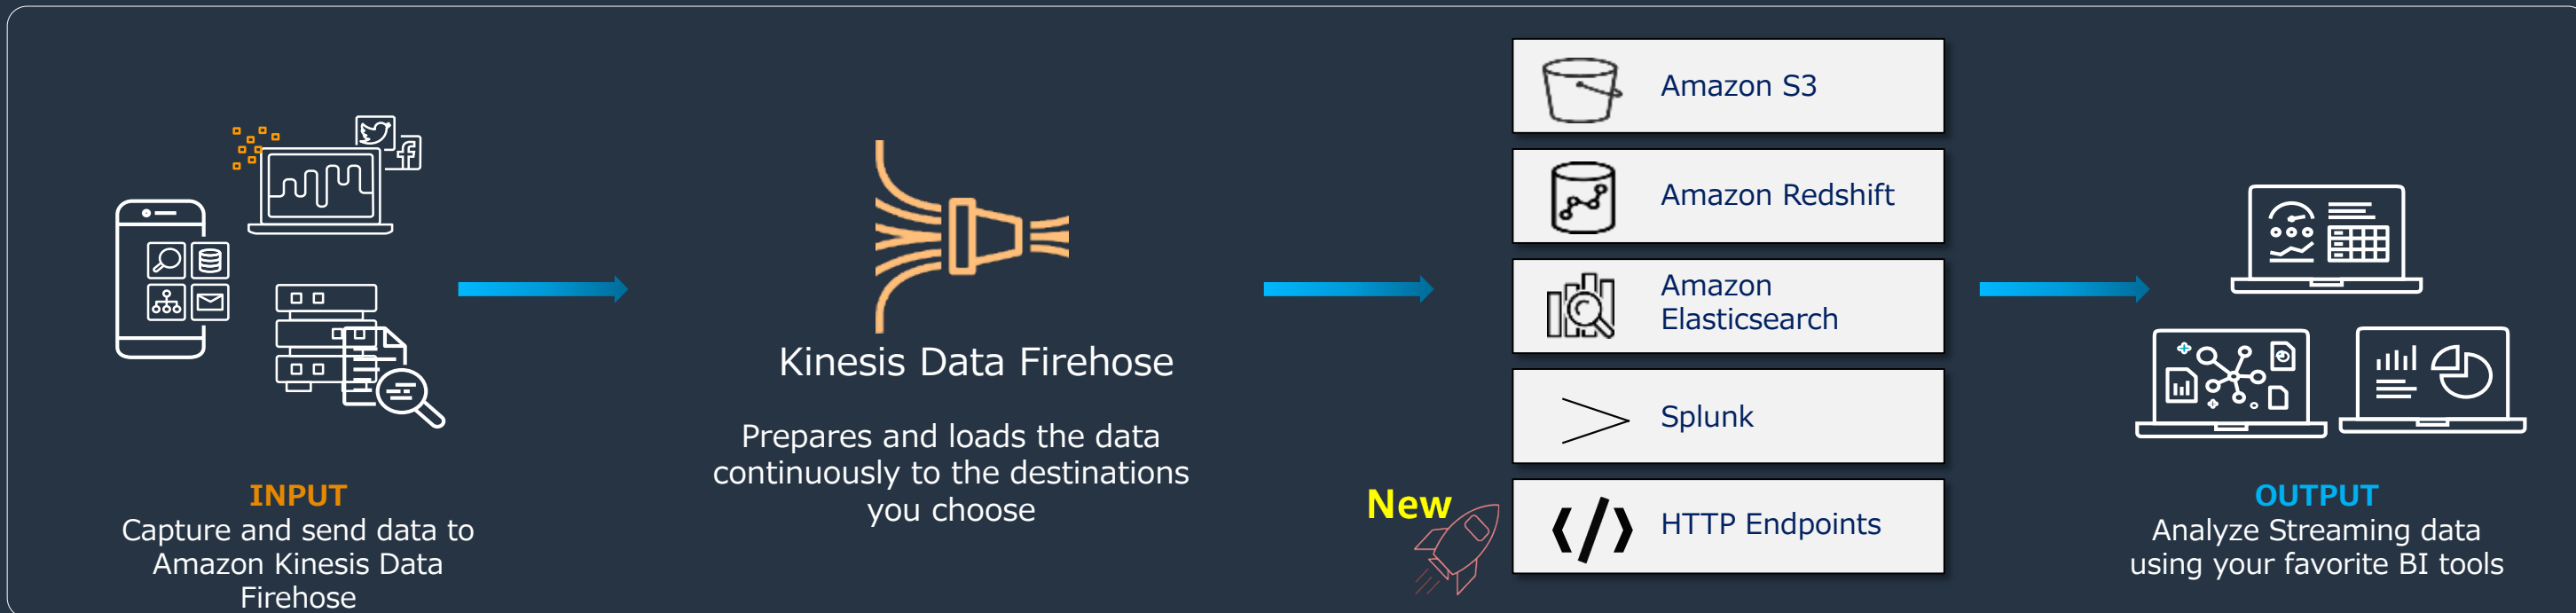 INPUT
Capture and send data to
Amazon Kinesis Data
Firehose
Kinesis Data Firehose
Prepares and loads the data
continuously to the destinations
you choose
Amazon S3
Amazon Redshift
Amazon
Elasticsearch
Splunk
New
HTTP Endpoints
OUTPUT
Analyze Streaming data
using your favorite BI tools